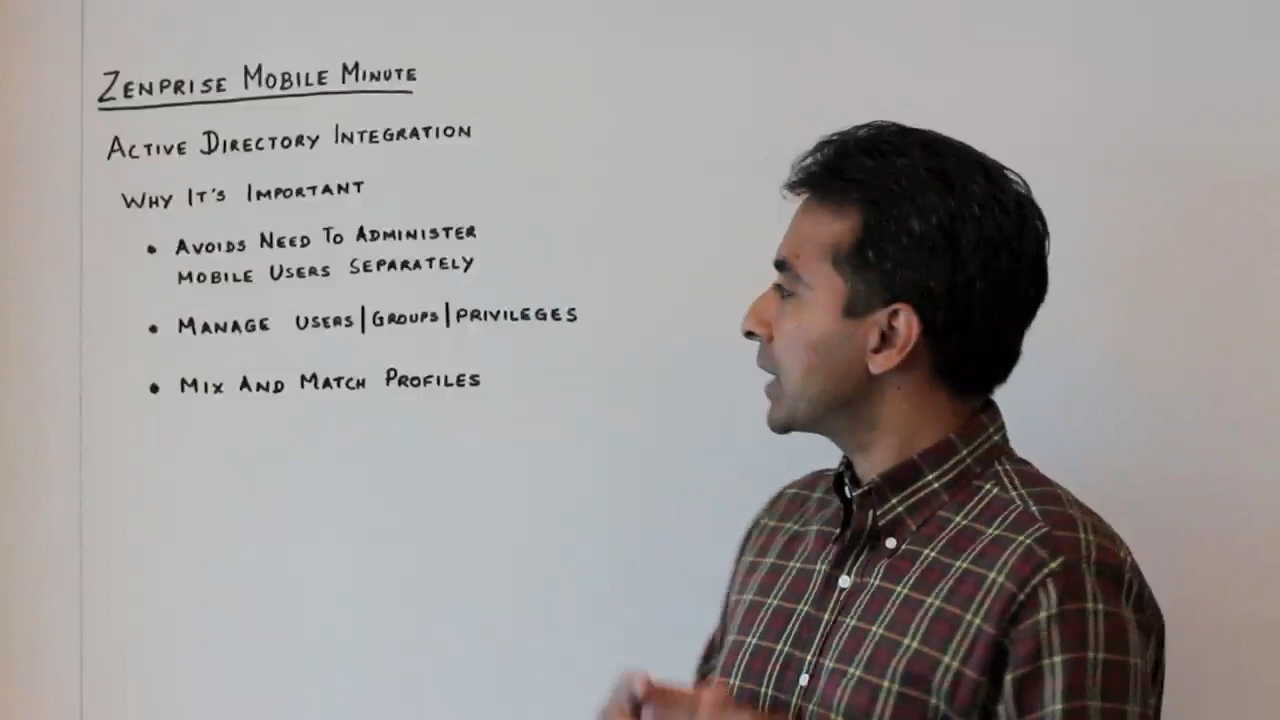 ZENPRISE MOBILE MINUTE
ACTIVE DIRECTORY INTEGRATION
WHY IT'S IMPORTANT
• AVOIDS NEED TO ADMINISTER
MOBILE USERS SEPARATELY
• MANAGE USERS|GROUPS|PRIVILEGES
• MIX AND MATCH PROFILES